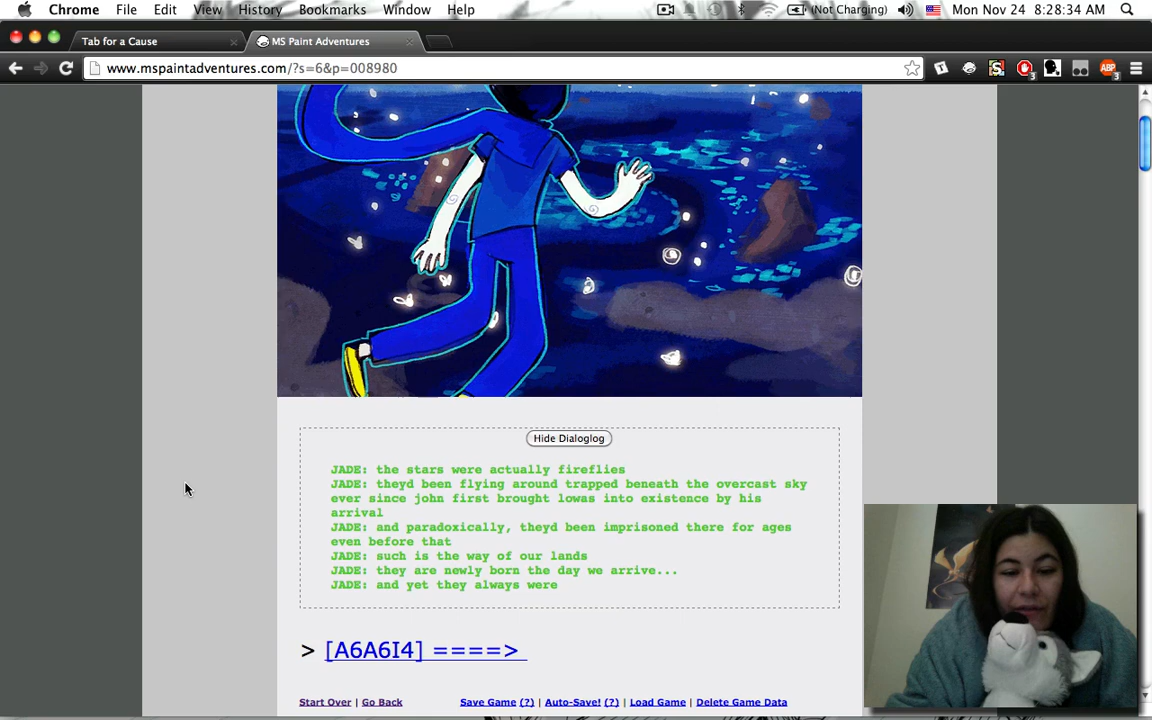 Chrome File Edit View History Bookmarks Window Help (Not Charging) Mon Nov 24 8:28:34 AM
Tab for a Cause MS Paint Adventures
www.mspaintadventures.com/?s=6&p=008980
Hide Dialoglog
JADE: the stars were actually fireflies
JADE: theyd been flying around trapped beneath the overcast sky
ever since john first brought lowas into existence by his
arrival
JADE: and paradoxically, theyd been imprisoned there for ages
even before that
JADE: such is the way of our lands
JADE: they are newly born the day we arrive...
JADE: and yet they always were
> [A6A6I4] ====>
Start Over | Go Back Save Game (?) | Auto-Save! (?) | Load Game | Delete Game Data